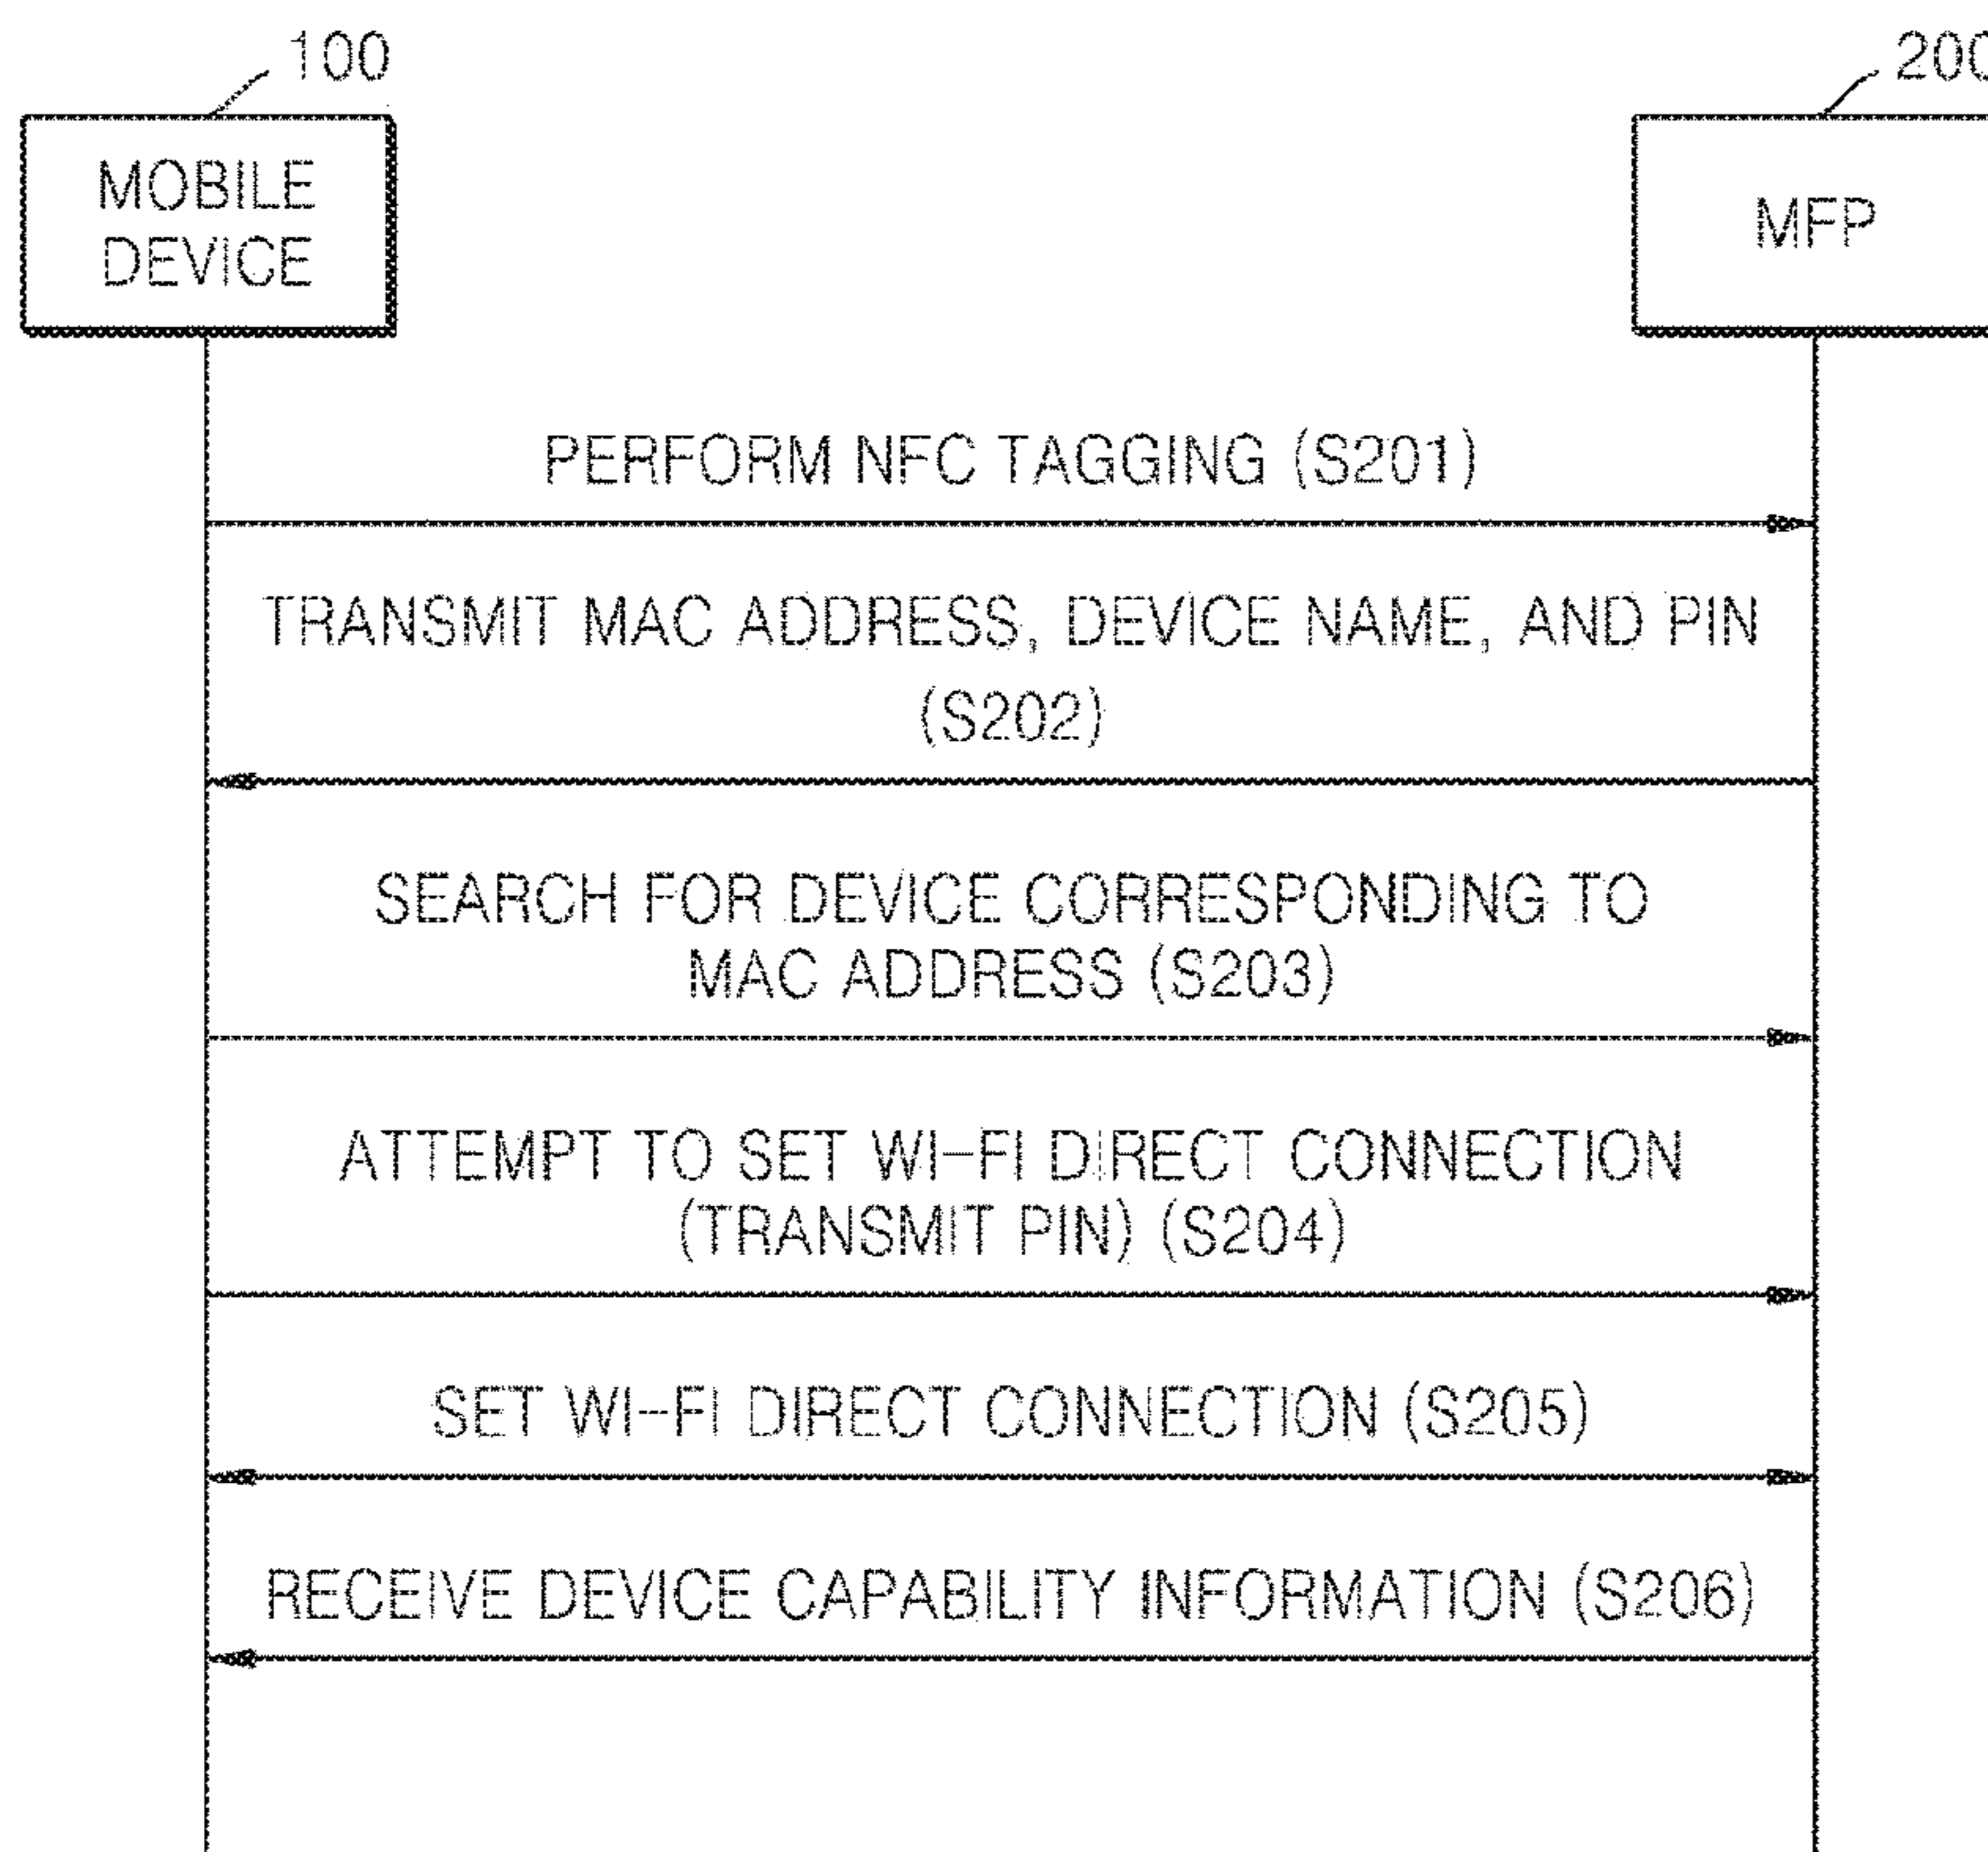 100
200
MOBILE
DEVICE
MFP
PERFORM NFC TAGGING (S201)
TRANSMIT MAC ADDRESS, DEVICE NAME, AND PIN
(S202)
SEARCH FOR DEVICE CORRESPONDING TO
MAC ADDRESS (S203)
ATTEMPT TO SET WI-FI DIRECT CONNECTION
(TRANSMIT PIN) (S204)
SET WI-FI DIRECT CONNECTION (S205)
RECEIVE DEVICE CAPABILITY INFORMATION (S206)